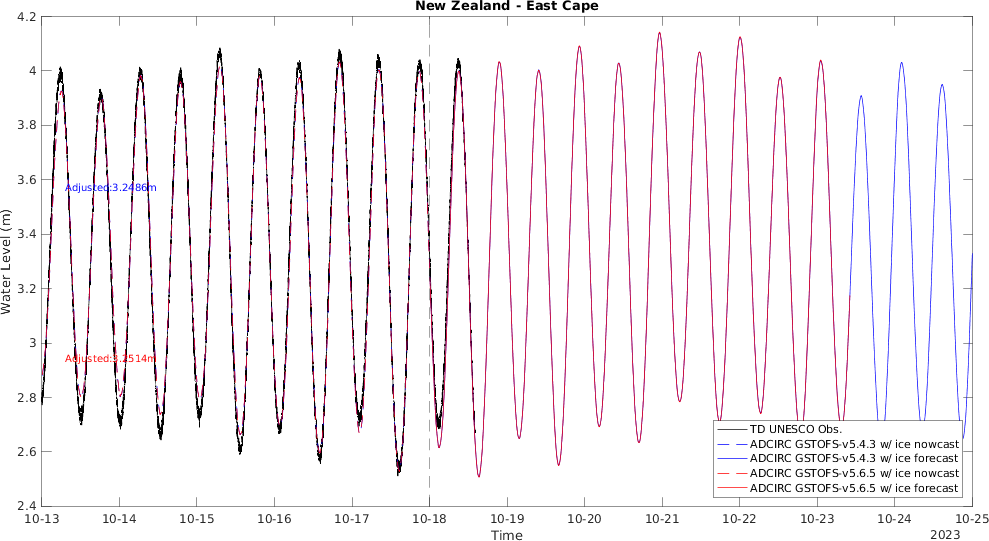 New Zealand - East Cape
4.2
4
3.8
3.6
3.4
3.2
3
2.8
2.6
2.4
Water Level (m)
Adjusted:3.2486m
Adjusted:3.2514m
TD UNESCO Obs.
ADCIRC GSTOFS-v5.4.3 w/ ice nowcast
ADCIRC GSTOFS-v5.4.3 w/ ice forecast
ADCIRC GSTOFS-v5.6.5 w/ ice nowcast
ADCIRC GSTOFS-v5.6.5 w/ ice forecast
10-13 10-14 10-15 10-16 10-17 10-18 10-19 10-20 10-21 10-22 10-23 10-24 10-25
Time
2023